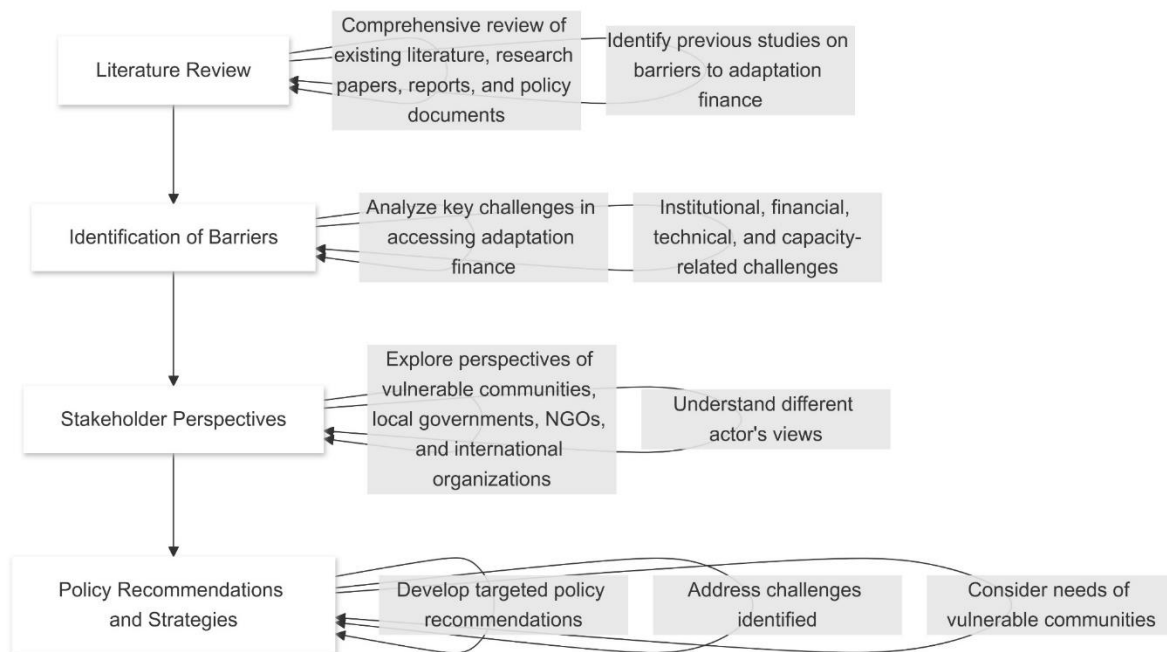 Literature Review
Comprehensive review of
existing literature, research
papers, reports, and policy
documents
Identify previous studies on
barriers to adaptation
finance
Identification of Barriers
Analyze key challenges in
accessing adaptation
finance
Institutional, financial,
technical, and capacity-
related challenges
Stakeholder Perspectives
Explore perspectives of
vulnerable communities,
local governments, NGOs,
and international
organizations
Understand different
actor's views
Policy Recommendations
and Strategies
Develop targeted policy
recommendations
Address challenges
identified
Consider needs of
vulnerable communities